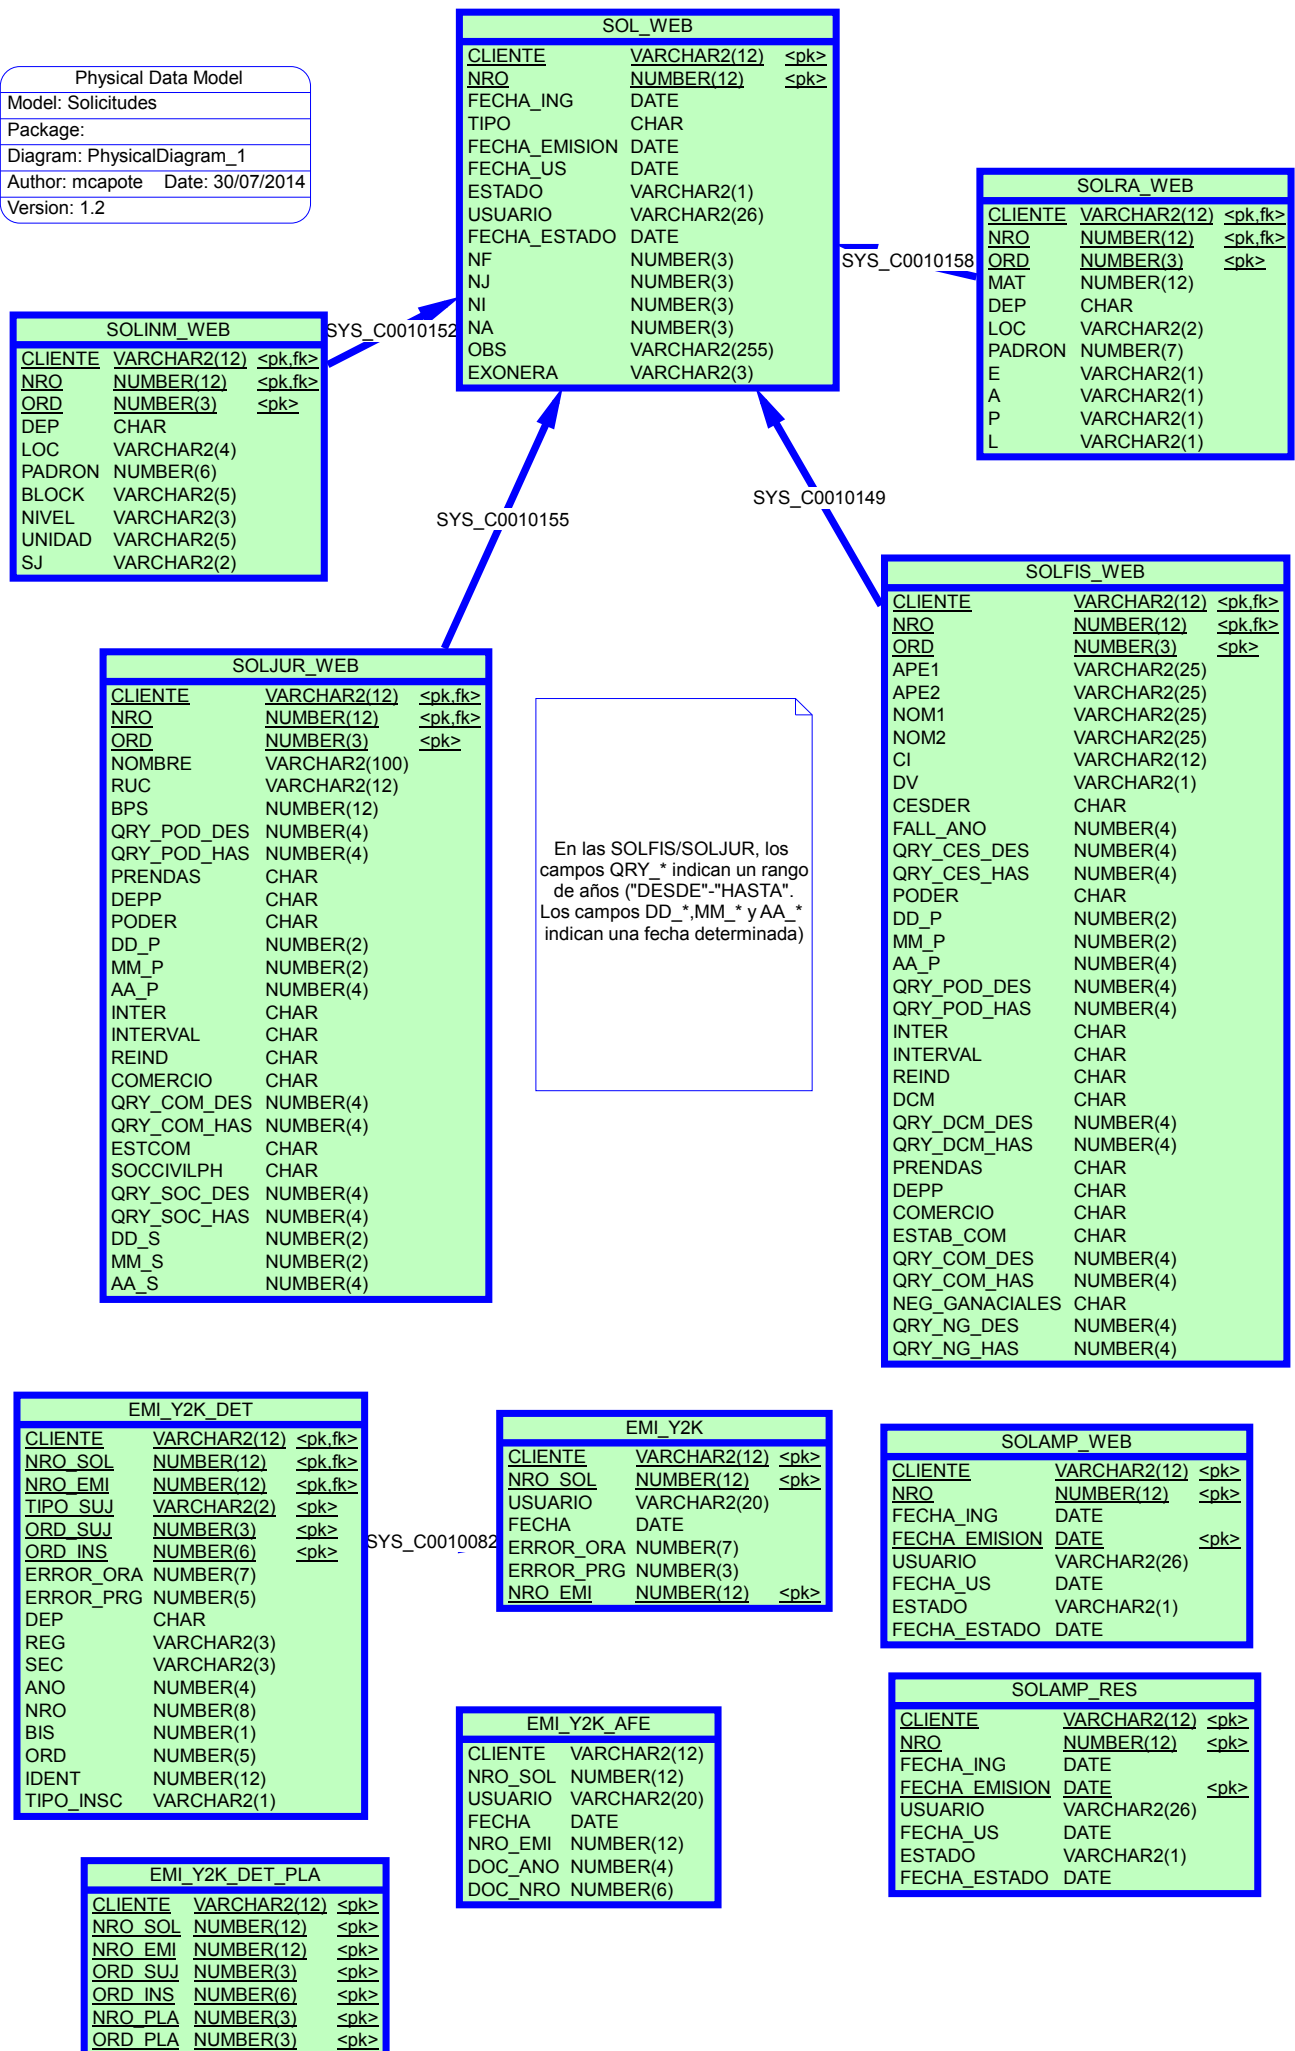 Physical Data Model
Model: Solicitudes
Package:
Diagram: PhysicalDiagram_1
Author: mcapote Date: 30/07/2014
Version: 1.2
SOL_WEB
CLIENTE VARCHAR2(12) <pk>
NRO NUMBER(12) <pk>
FECHA_ING DATE
TIPO CHAR
FECHA_EMISION DATE
FECHA_US DATE
ESTADO VARCHAR2(1)
USUARIO VARCHAR2(26)
FECHA_ESTADO DATE
NF NUMBER(3)
NJ NUMBER(3)
NI NUMBER(3)
NA NUMBER(3)
OBS VARCHAR2(255)
EXONERA VARCHAR2(3)
SYS_C0010158
SOLRA_WEB
CLIENTE VARCHAR2(12) <pk,fk>
NRO NUMBER(12) <pk,fk>
ORD NUMBER(3) <pk>
MAT NUMBER(12)
DEP CHAR
LOC VARCHAR2(2)
PADRON NUMBER(7)
E VARCHAR2(1)
A VARCHAR2(1)
P VARCHAR2(1)
L VARCHAR2(1)
SYS_C0010152
SOLINM_WEB
CLIENTE VARCHAR2(12) <pk,fk>
NRO NUMBER(12) <pk,fk>
ORD NUMBER(3) <pk>
DEP CHAR
LOC VARCHAR2(4)
PADRON NUMBER(6)
BLOCK VARCHAR2(5)
NIVEL VARCHAR2(3)
UNIDAD VARCHAR2(5)
SJ VARCHAR2(2)
SYS_C0010155
SYS_C0010149
SOLJUR_WEB
CLIENTE VARCHAR2(12) <pk,fk>
NRO NUMBER(12) <pk,fk>
ORD NUMBER(3) <pk>
NOMBRE VARCHAR2(100)
RUC VARCHAR2(12)
BPS NUMBER(12)
QRY_POD_DES NUMBER(4)
QRY_POD_HAS NUMBER(4)
PRENDAS CHAR
DEPP CHAR
PODER CHAR
DD_P NUMBER(2)
MM_P NUMBER(2)
AA_P NUMBER(4)
INTER CHAR
INTERVAL CHAR
REIND CHAR
COMERCIO CHAR
QRY_COM_DES NUMBER(4)
QRY_COM_HAS NUMBER(4)
ESTCOM CHAR
SOCCIVILPH CHAR
QRY_SOC_DES NUMBER(4)
QRY_SOC_HAS NUMBER(4)
DD_S NUMBER(2)
MM_S NUMBER(2)
AA_S NUMBER(4)
En las SOLFIS/SOLJUR, los
campos QRY_* indican un rango
de años ("DESDE"-"HASTA".
Los campos DD_*,MM_* y AA_*
indican una fecha determinada)
SOLFIS_WEB
CLIENTE VARCHAR2(12) <pk,fk>
NRO NUMBER(12) <pk,fk>
ORD NUMBER(3) <pk>
APE1 VARCHAR2(25)
APE2 VARCHAR2(25)
NOM1 VARCHAR2(25)
NOM2 VARCHAR2(25)
CI VARCHAR2(12)
DV VARCHAR2(1)
CESDER CHAR
FALL_ANO NUMBER(4)
QRY_CES_DES NUMBER(4)
QRY_CES_HAS NUMBER(4)
PODER CHAR
DD_P NUMBER(2)
MM_P NUMBER(2)
AA_P NUMBER(4)
QRY_POD_DES NUMBER(4)
QRY_POD_HAS NUMBER(4)
INTER CHAR
INTERVAL CHAR
REIND CHAR
DCM CHAR
QRY_DCM_DES NUMBER(4)
QRY_DCM_HAS NUMBER(4)
PRENDAS CHAR
DEPP CHAR
COMERCIO CHAR
ESTAB_COM CHAR
QRY_COM_DES NUMBER(4)
QRY_COM_HAS NUMBER(4)
NEG_GANACIALES CHAR
QRY_NG_DES NUMBER(4)
QRY_NG_HAS NUMBER(4)
EMI_Y2K_DET
CLIENTE VARCHAR2(12) <pk,fk>
NRO_SOL NUMBER(12) <pk,fk>
NRO_EMI NUMBER(12) <pk,fk>
TIPO_SUJ VARCHAR2(2) <pk>
ORD_SUJ NUMBER(3) <pk>
ORD_INS NUMBER(6) <pk>
ERROR_ORA NUMBER(7)
ERROR_PRG NUMBER(5)
DEP CHAR
REG VARCHAR2(3)
SEC VARCHAR2(3)
ANO NUMBER(4)
NRO NUMBER(8)
BIS NUMBER(1)
ORD NUMBER(5)
IDENT NUMBER(12)
TIPO_INSC VARCHAR2(1)
SYS_C0010082
EMI_Y2K
CLIENTE VARCHAR2(12) <pk>
NRO_SOL NUMBER(12) <pk>
USUARIO VARCHAR2(20)
FECHA DATE
ERROR_ORA NUMBER(7)
ERROR_PRG NUMBER(3)
NRO_EMI NUMBER(12) <pk>
SOLAMP_WEB
CLIENTE VARCHAR2(12) <pk>
NRO NUMBER(12) <pk>
FECHA_ING DATE
FECHA_EMISION DATE <pk>
USUARIO VARCHAR2(26)
FECHA_US DATE
ESTADO VARCHAR2(1)
FECHA_ESTADO DATE
EMI_Y2K_AFE
CLIENTE VARCHAR2(12)
NRO_SOL NUMBER(12)
USUARIO VARCHAR2(20)
FECHA DATE
NRO_EMI NUMBER(12)
DOC_ANO NUMBER(4)
DOC_NRO NUMBER(6)
SOLAMP_RES
CLIENTE VARCHAR2(12) <pk>
NRO NUMBER(12) <pk>
FECHA_ING DATE
FECHA_EMISION DATE <pk>
USUARIO VARCHAR2(26)
FECHA_US DATE
ESTADO VARCHAR2(1)
FECHA_ESTADO DATE
EMI_Y2K_DET_PLA
CLIENTE VARCHAR2(12) <pk>
NRO_SOL NUMBER(12) <pk>
NRO_EMI NUMBER(12) <pk>
ORD_SUJ NUMBER(3) <pk>
ORD_INS NUMBER(6) <pk>
NRO_PLA NUMBER(3) <pk>
ORD_PLA NUMBER(3) <pk>